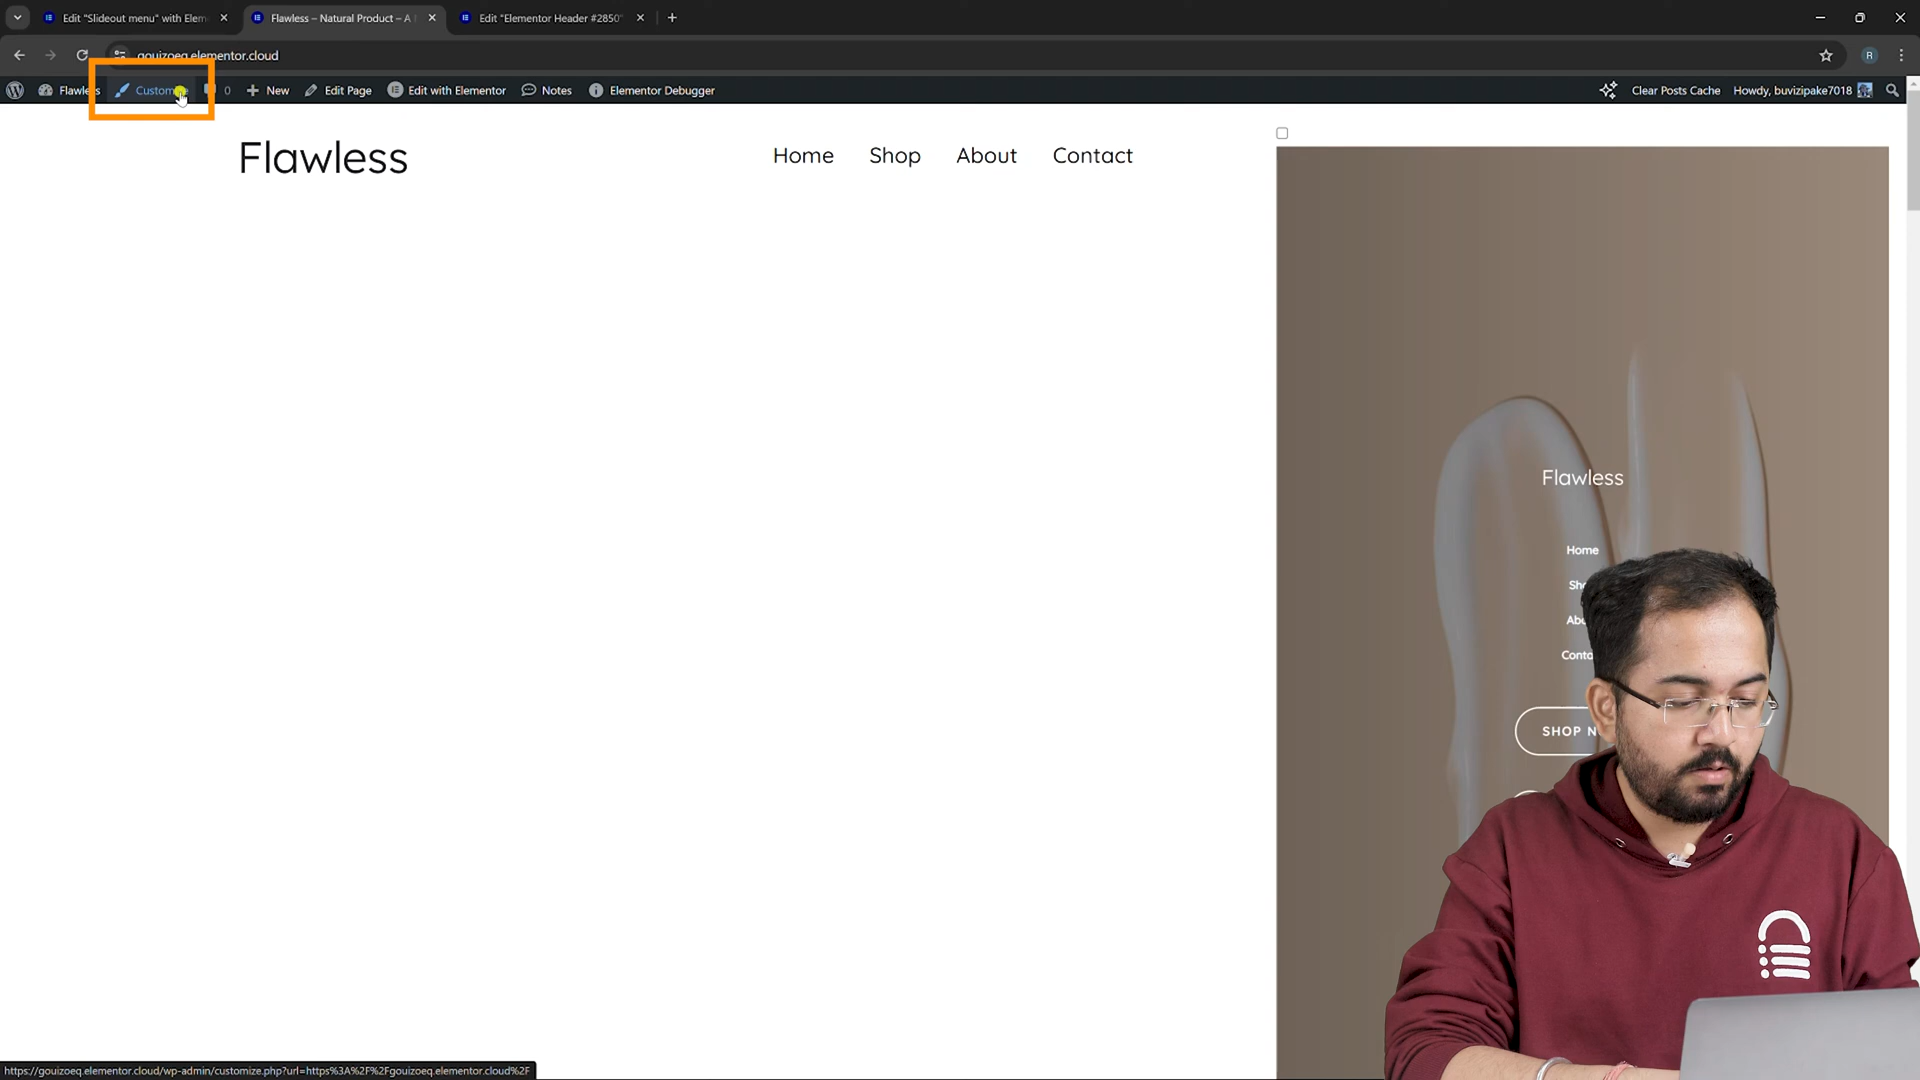 Edit "Slideout menu" with Elem
Flawless – Natural Product – A
Edit "Elementor Header #2850"
gouizoeq.elementor.cloud
R
Flawless
Customize
0
New
Edit Page
Edit with Elementor
Notes
Elementor Debugger
Clear Posts Cache
Howdy, buvizipake7018
Flawless
Home
Shop
About
Contact
Flawless
Home
Sho
Abo
Conta
SHOP N
https://gouizoeq.elementor.cloud/wp-admin/customize.php?url=https%3A%2F%2Fgouizoeq.elementor.cloud%2F